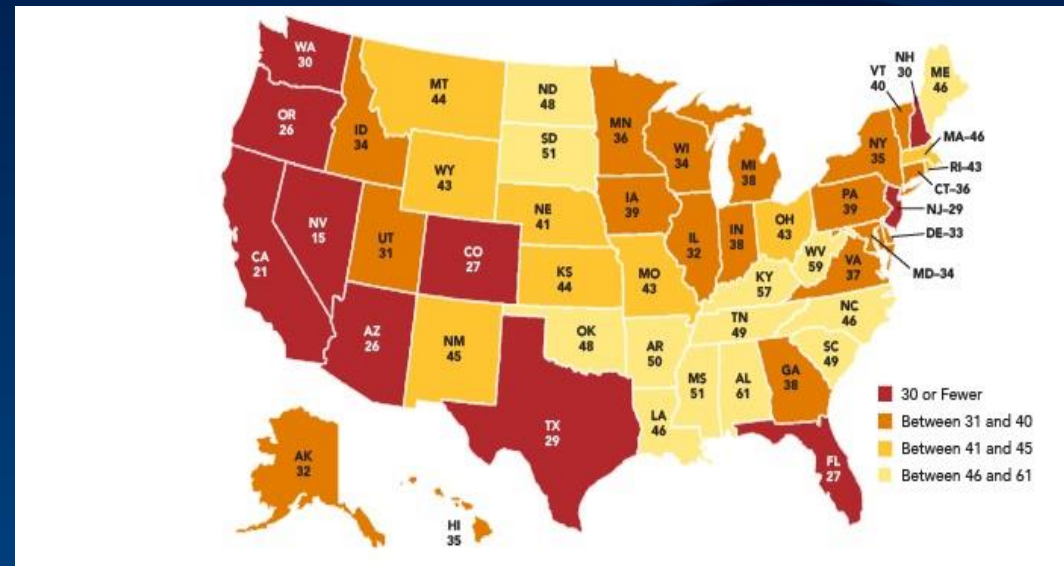 WA
30
OR
26
CA
21
NV
15
ID
34
MT
44
WY
43
UT
31
AZ
26
CO
27
NM
45
ND
48
SD
51
NE
41
KS
44
OK
48
TX
29
MN
36
IA
39
MO
43
AR
50
LA
46
WI
34
IL
32
MI
38
IN
38
OH
43
KY
57
TN
49
MS
51
AL
61
GA
38
FL
27
SC
49
NC
46
VA
37
WV
59
PA
39
NY
35
VT
40
NH
30
ME
46
MA–46
RI–43
CT–36
NJ–29
DE–33
MD–34
AK
32
HI
35
30 or Fewer
Between 31 and 40
Between 41 and 45
Between 46 and 61